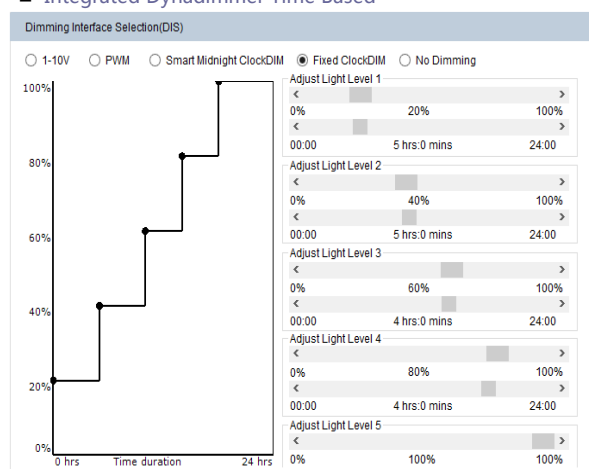 Integrated Dynadimmer Time Based
Dimming Interface Selection(DIS)
1-10V PWM Smart Midnight ClockDIM Fixed ClockDIM No Dimming
100%
80%
60%
40%
20%
0%
0 hrs Time duration 24 hrs
Adjust Light Level 1
0% 20% 100%
00:00 5 hrs:0 mins 24:00
Adjust Light Level 2
0% 40% 100%
00:00 5 hrs:0 mins 24:00
Adjust Light Level 3
0% 60% 100%
00:00 4 hrs:0 mins 24:00
Adjust Light Level 4
0% 80% 100%
00:00 4 hrs:0 mins 24:00
Adjust Light Level 5
0% 100% 100%